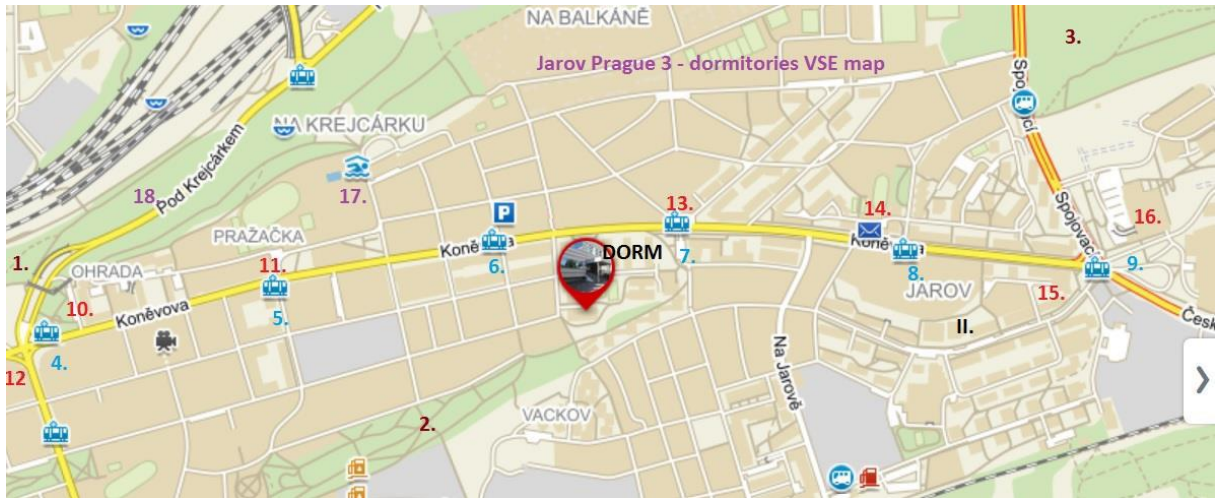 NA BALKÁNĚ
Jarov Prague 3 - dormitories VSE map
3.
Spojovací
NA KREJCÁRKU
18
Pod Krejcárkem
17.
13.
14.
16.
Spojovací
PRAŽAČKA
P
Koněvova
DORM
Koněvova
1.
OHRADA
11.
6.
7.
8.
9.
JAROV
10.
Koněvova
5.
15.
4.
II.
Česk
12
Na Jarově
2.
VACKOV